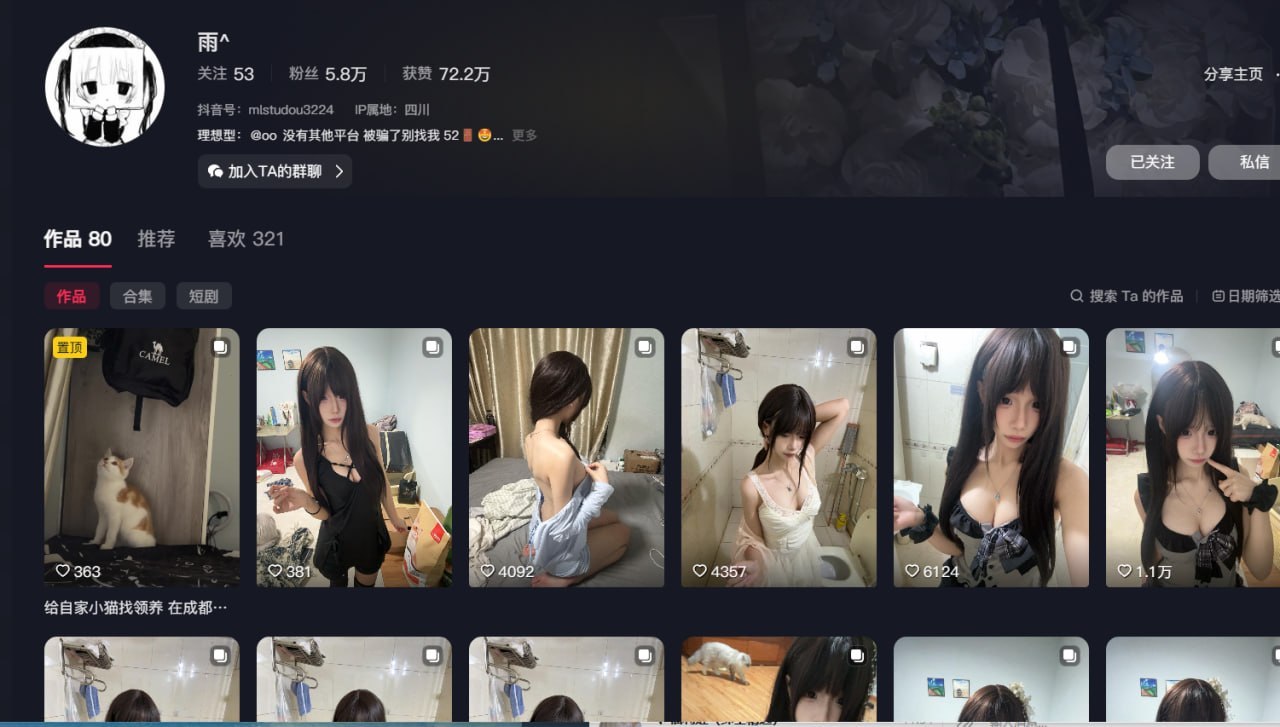 雨^
关注 53 粉丝 5.8万 获赞 72.2万
分享主页
抖音号：mlstudou3224 IP属地：四川
理想型： @oo 没有其他平台 被骗了别找我 52🚪🤩... 更多
加入TA的群聊
已关注 私信
作品 80 推荐 喜欢 321
作品 合集 短剧
搜索 Ta 的作品 日期筛选
置顶
CAMEL
363 381 4092 4357 6124 1.1万
给自家小猫找领养 在成都…